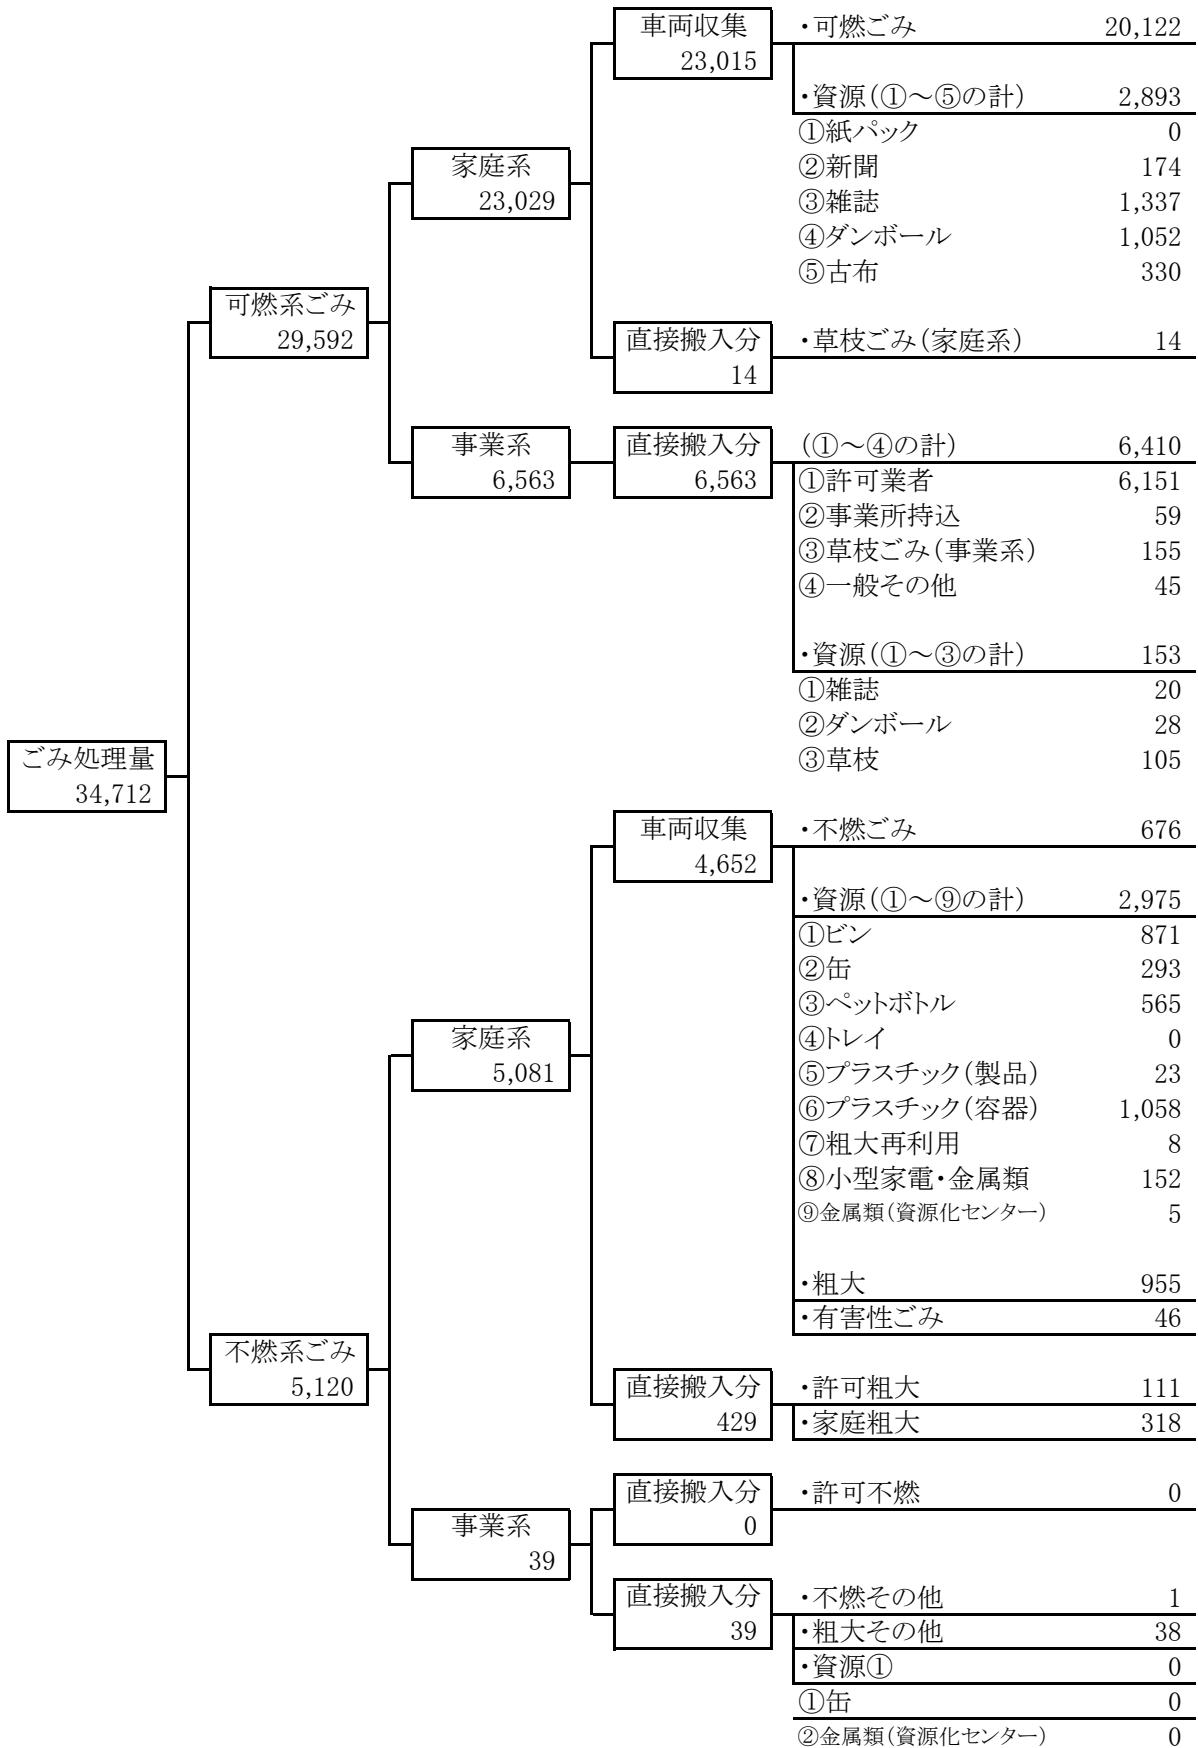 車両収集
23,015
・可燃ごみ 20,122
・資源(①～⑤の計) 2,893
①紙パック 0
②新聞 174
③雑誌 1,337
④ダンボール 1,052
⑤古布 330
家庭系
23,029
可燃系ごみ
29,592
直接搬入分
14
・草枝ごみ(家庭系) 14
事業系
6,563
直接搬入分
6,563
(①～④の計) 6,410
①許可業者 6,151
②事業所持込 59
③草枝ごみ(事業系) 155
④一般その他 45
・資源(①～③の計) 153
①雑誌 20
②ダンボール 28
③草枝 105
ごみ処理量
34,712
車両収集
4,652
・不燃ごみ 676
・資源(①～⑨の計) 2,975
①ビン 871
②缶 293
③ペットボトル 565
④トレイ 0
⑤プラスチック(製品) 23
⑥プラスチック(容器) 1,058
⑦粗大再利用 8
⑧小型家電・金属類 152
⑨金属類(資源化センター) 5
家庭系
5,081
・粗大 955
・有害性ごみ 46
不燃系ごみ
5,120
直接搬入分
429
・許可粗大 111
・家庭粗大 318
直接搬入分
0
・許可不燃 0
事業系
39
直接搬入分
39
・不燃その他 1
・粗大その他 38
・資源① 0
①缶 0
②金属類(資源化センター) 0